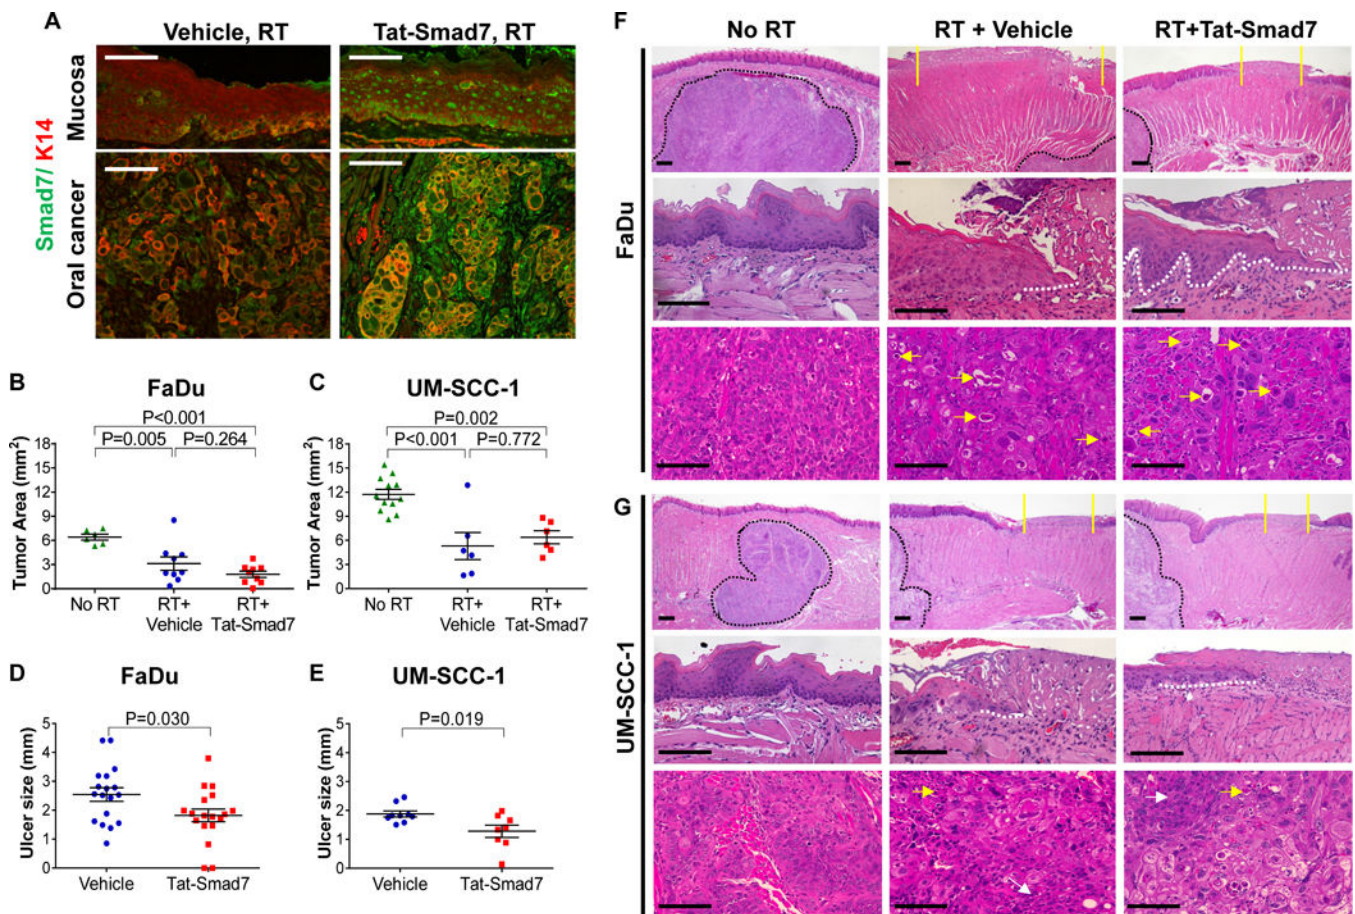 A
Vehicle, RT
Tat-Smad7, RT
Smad7/ K14
Mucosa
Oral cancer
B
FaDu
P<0.001
P=0.005
P=0.264
Tumor Area (mm²)
18
15
12
9
6
3
0
No RT
RT+
Vehicle
RT+
Tat-Smad7
C
UM-SCC-1
P=0.002
P<0.001
P=0.772
Tumor Area (mm²)
18
15
12
9
6
3
0
No RT
RT+
Vehicle
RT+
Tat-Smad7
D
FaDu
P=0.030
Ulcer size (mm)
5
4
3
2
1
0
Vehicle
Tat-Smad7
E
UM-SCC-1
P=0.019
Ulcer size (mm)
5
4
3
2
1
0
Vehicle
Tat-Smad7
F
No RT
RT + Vehicle
RT+Tat-Smad7
FaDu
G
UM-SCC-1